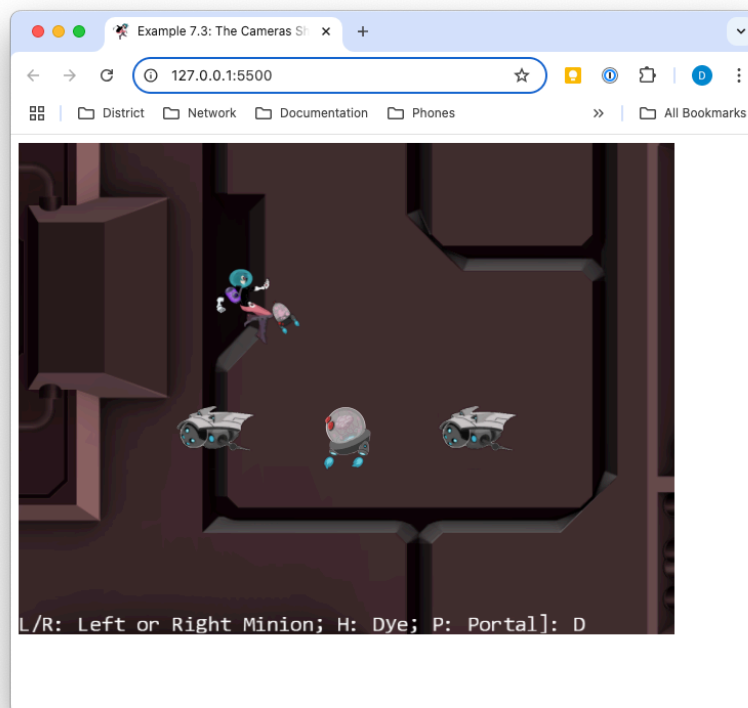 Example 7.3: The Cameras Sh
127.0.0.1:5500
D
District
Network
Documentation
Phones
All Bookmarks
L/R: Left or Right Minion; H: Dye; P: Portal]: D